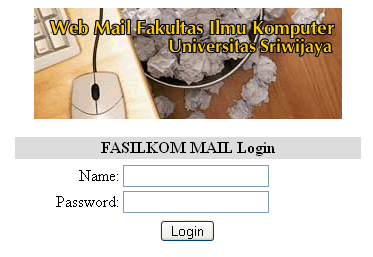 Web Mail Fakultas Ilmu Komputer
Universitas Sriwijaya
FASILKOM MAIL Login
Name:
Password:
Login